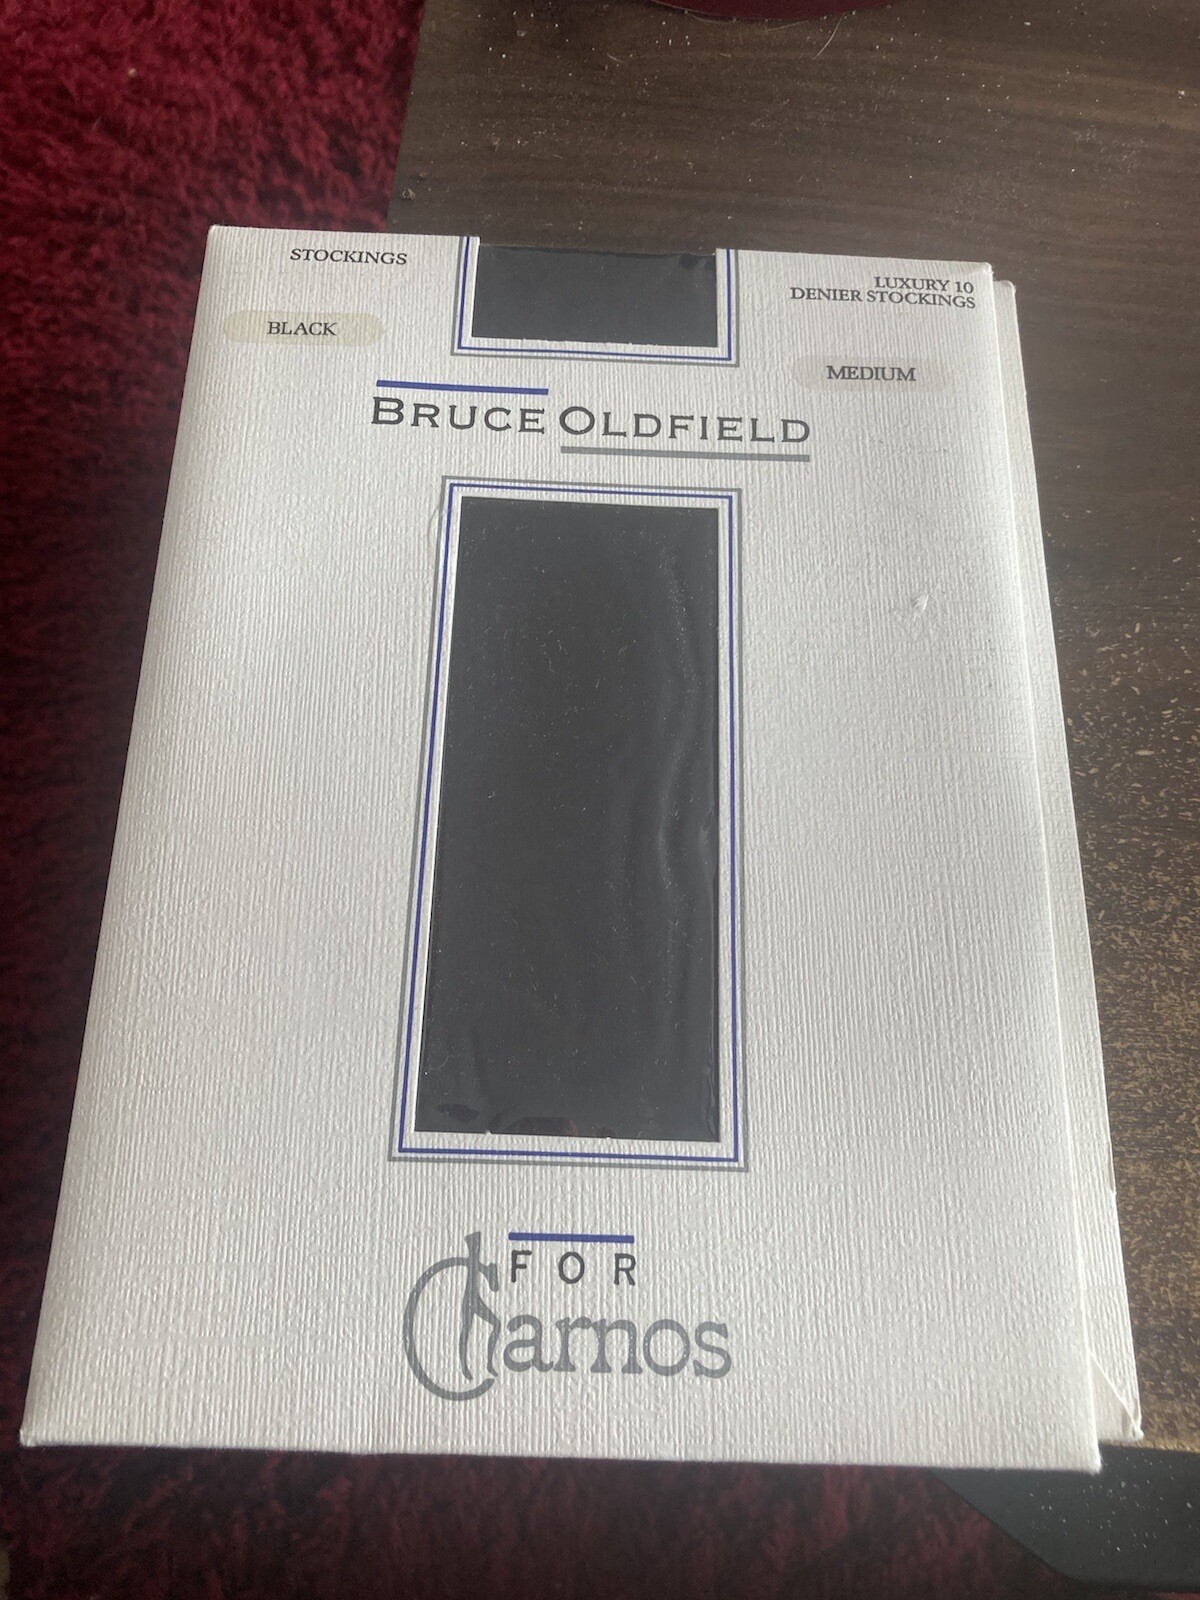 STOCKINGS
LUXURY 10
DENIER STOCKINGS
BLACK
MEDIUM
BRUCE OLDFIELD
FOR
Charnos